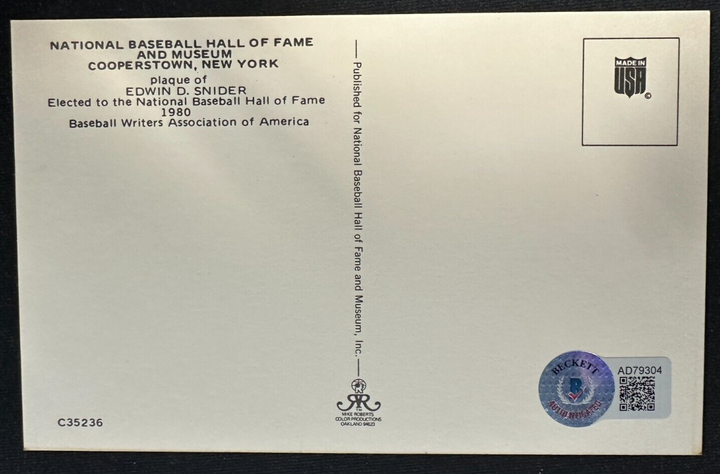 NATIONAL BASEBALL HALL OF FAME
AND MUSEUM
COOPERSTOWN, NEW YORK
plaque of
EDWIN D. SNIDER
Elected to the National Baseball Hall of Fame
1980
Baseball Writers Association of America
Published for National Baseball Hall of Fame and Museum, Inc.
MADE IN
USA
©
MIKE ROBERTS
COLOR PRODUCTIONS
OAKLAND 94623
C35236
BECKETT
B
AUTHENTICATED
AD79304